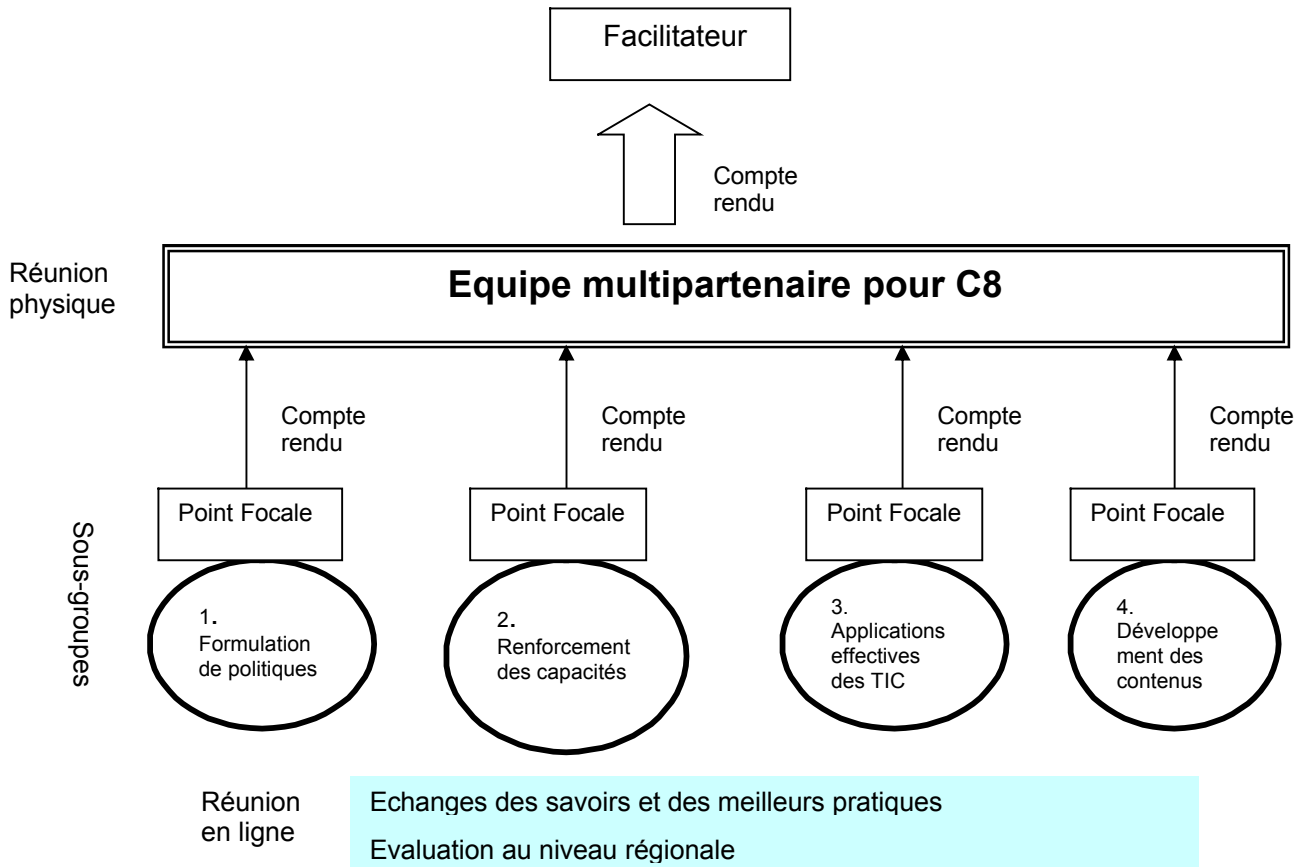 Facilitateur
Compte
rendu
Réunion
physique
Equipe multipartenaire pour C8
Compte
rendu
Compte
rendu
Compte
rendu
Compte
rendu
Sous-groupes
Point Focale
Point Focale
Point Focale
Point Focale
1.
Formulation
de politiques
2.
Renforcement
des capacités
3.
Applications
effectives
des TIC
4.
Développe
ment des
contenus
Réunion
en ligne
Echanges des savoirs et des meilleurs pratiques
Evaluation au niveau régionale